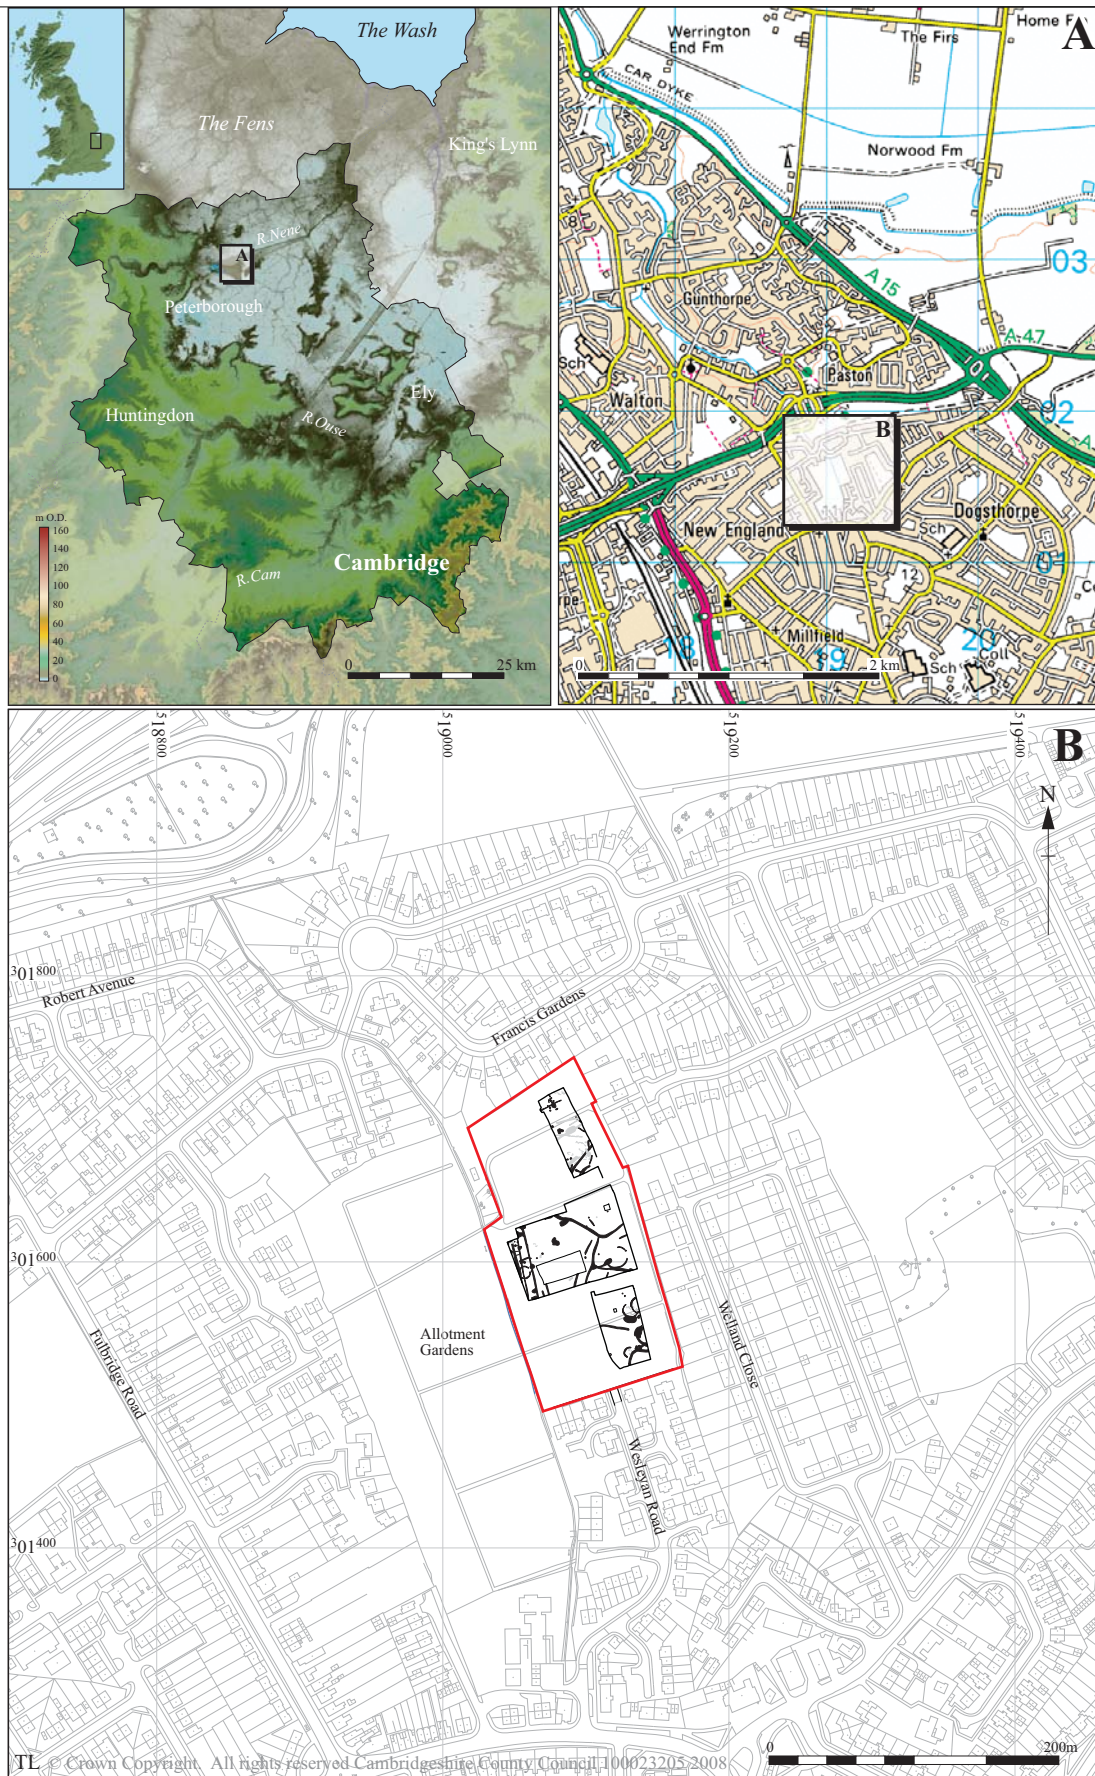 The Wash
The Fens
King's Lynn
R.Nene
A
Peterborough
Ely
Huntingdon
R.Ouse
m O.D.
160
140
120
100
80
60
40
20
0
Cambridge
R.Cam
0
25 km
A
Werrington
End Fm
The Firs
Home F
CAR DYKE
Norwood Fm
8
03
A 15
Gunthorpe
A 47
Sch
Paston
Walton
02
B
A
New England
Sch
Dogsthorpe
01
12
rpe
Millfield
18
19
20
Coll
Sch
0
2 km
B
518800
519000
519200
519400
N
301800
Robert Avenue
Francis Gardens
301600
Allotment
Gardens
Fulbridge Road
Welland Close
Wesleyan Road
301400
0
200m
TL © Crown Copyright. All rights reserved Cambridgeshire County Council 100023205 2008